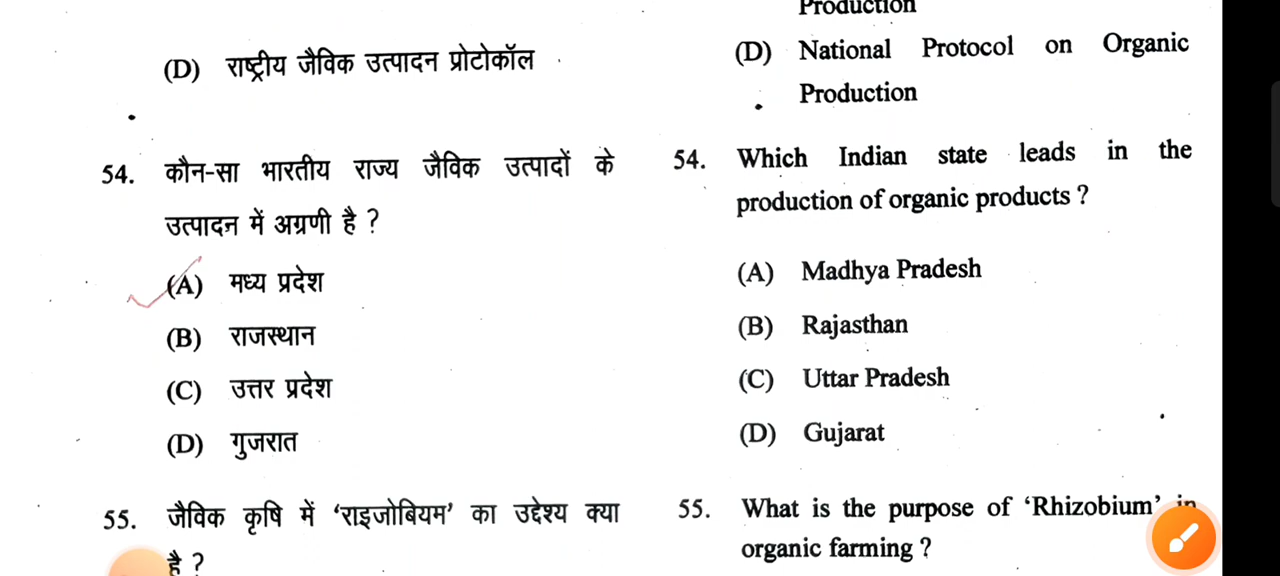 (D) राष्ट्रीय जैविक उत्पादन प्रोटोकॉल
54. कौन-सा भारतीय राज्य जैविक उत्पादों के
उत्पादन में अग्रणी है ?
(A) मध्य प्रदेश
(B) राजस्थान
(C) उत्तर प्रदेश
(D) गुजरात
55. जैविक कृषि में ‘राइजोबियम’ का उद्देश्य क्या
है ?
Production
(D) National Protocol on Organic
Production
54. Which Indian state leads in the
production of organic products ?
(A) Madhya Pradesh
(B) Rajasthan
(C) Uttar Pradesh
(D) Gujarat
55. What is the purpose of ‘Rhizobium’ in
organic farming ?